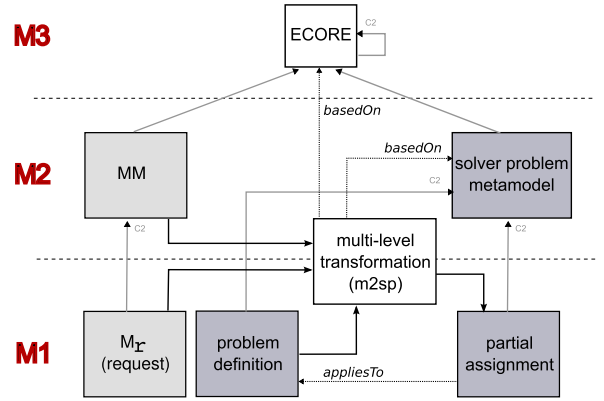 M3
ECORE
C2
basedOn
M2
MM
basedOn
C2
solver problem
metamodel
C2
C2
multi-level
transformation
(m2sp)
M1
Mr
(request)
problem
definition
partial
assignment
appliesTo